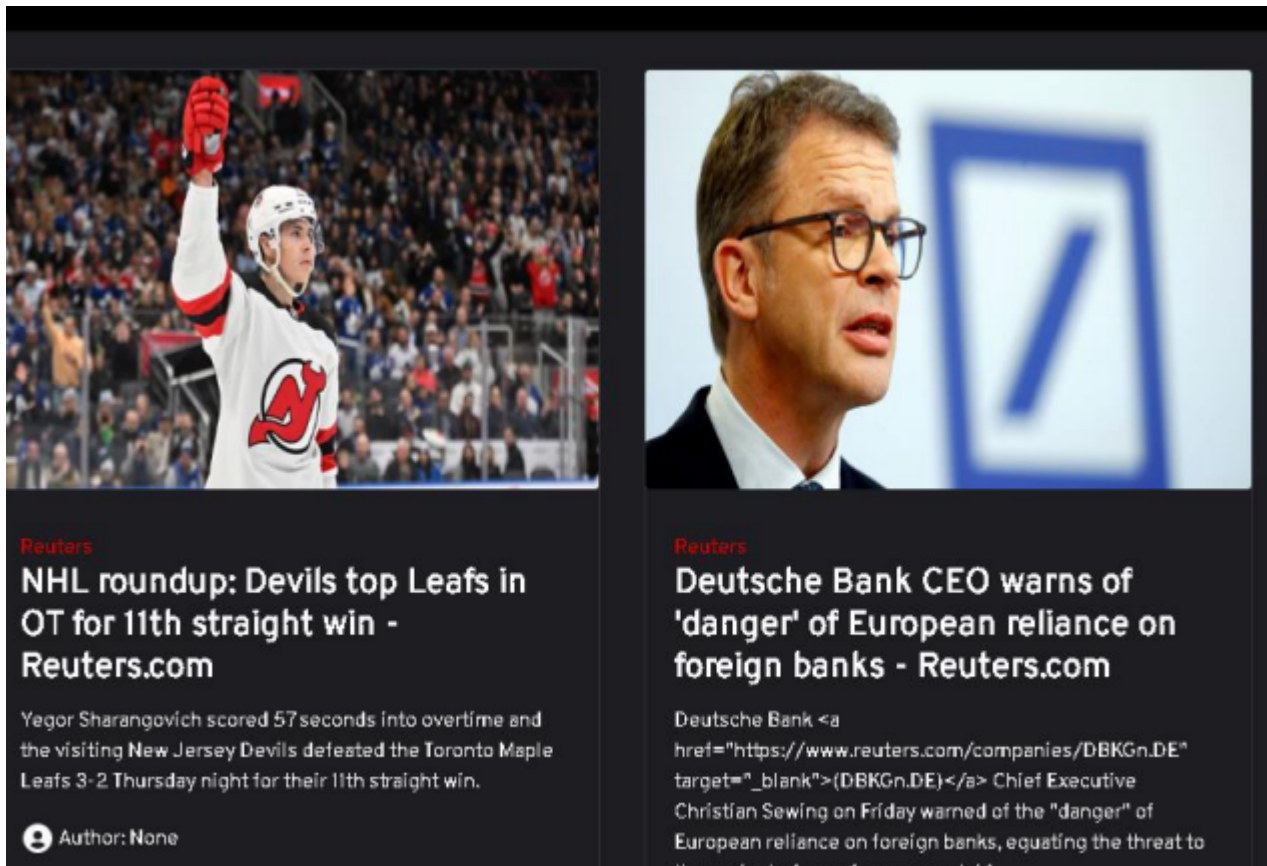 Reuters
NHL roundup: Devils top Leafs in
OT for 11th straight win -
Reuters.com
Yegor Sharangovich scored 57 seconds into overtime and
the visiting New Jersey Devils defeated the Toronto Maple
Leafs 3-2 Thursday night for their 11th straight win.
Author: None
Reuters
Deutsche Bank CEO warns of
'danger' of European reliance on
foreign banks - Reuters.com
Deutsche Bank <a
href="https://www.reuters.com/companies/DBKGn.DE"
target="_blank">(DBKGn.DE)</a> Chief Executive
Christian Sewing on Friday warned of the "danger" of
European reliance on foreign banks, equating the threat to